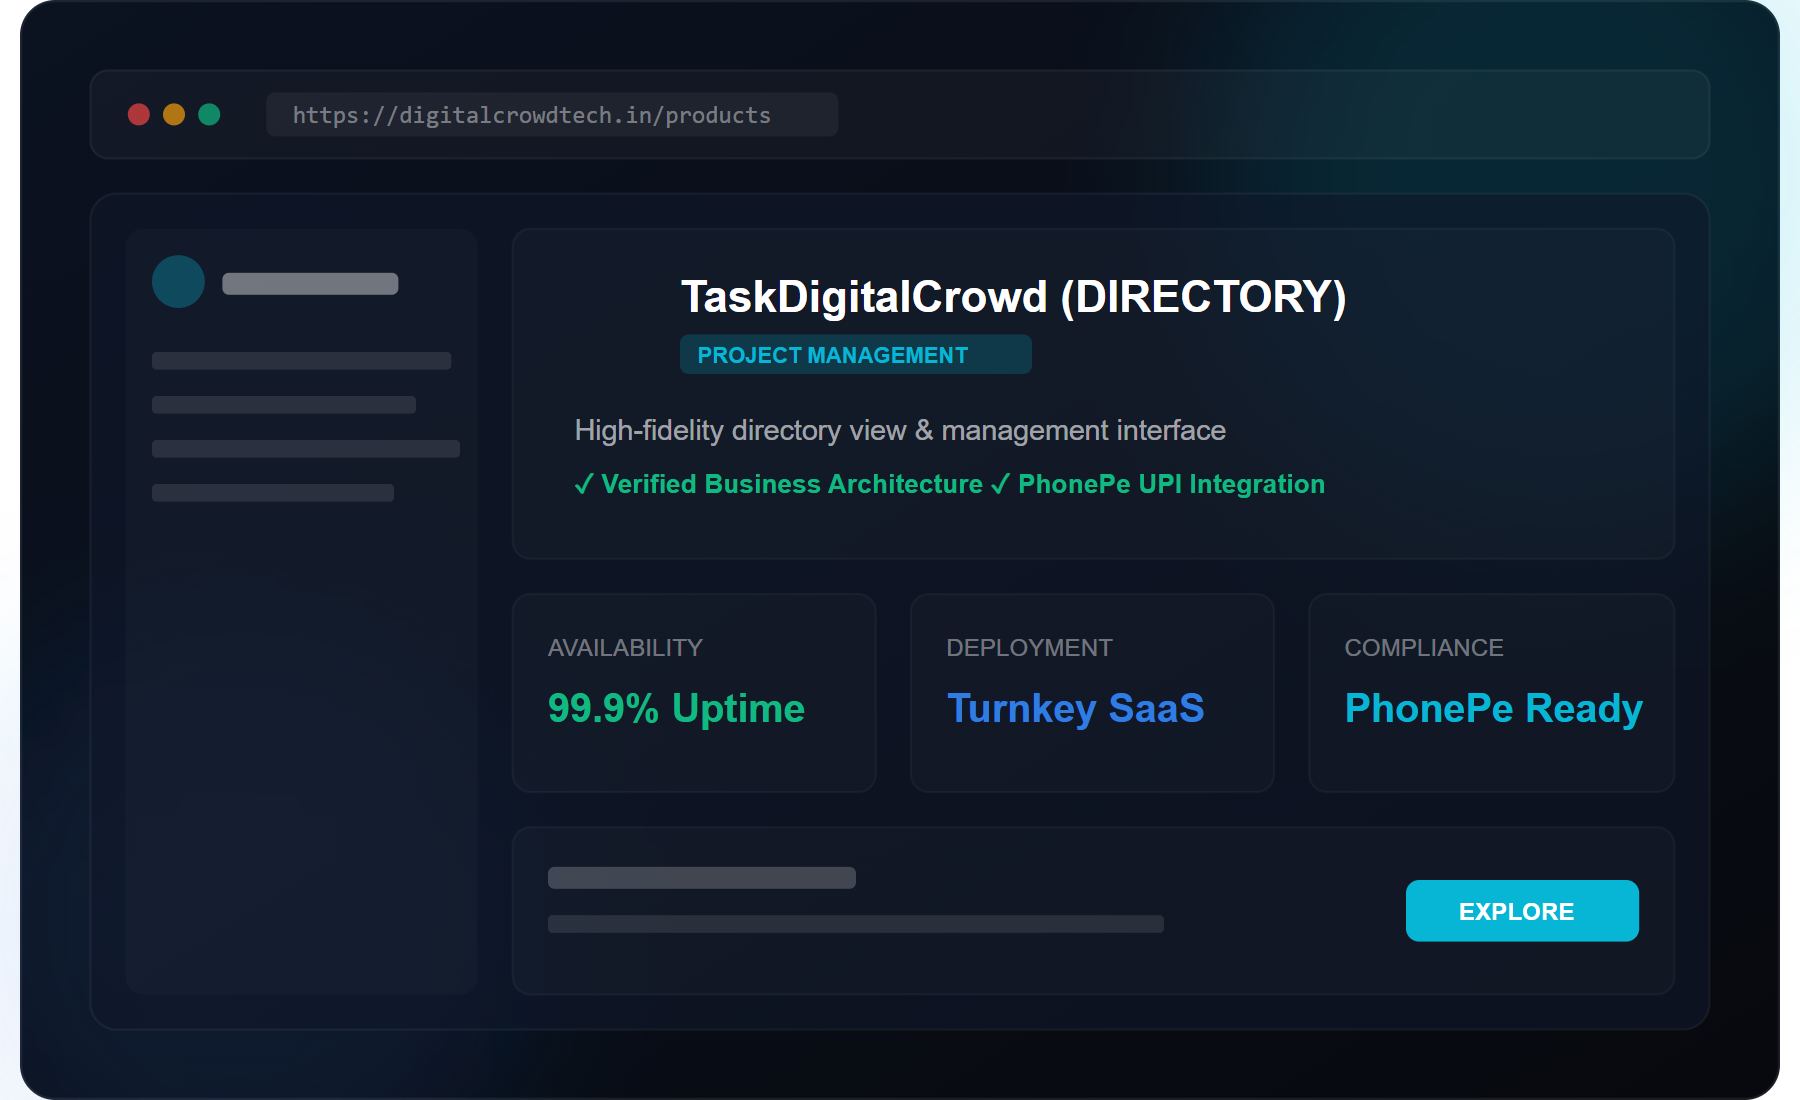 https://digitalcrowdtech.in/products
TaskDigitalCrowd (DIRECTORY)
PROJECT MANAGEMENT
High-fidelity directory view & management interface
✓ Verified Business Architecture ✓ PhonePe UPI Integration
AVAILABILITY
99.9% Uptime
DEPLOYMENT
Turnkey SaaS
COMPLIANCE
PhonePe Ready
EXPLORE